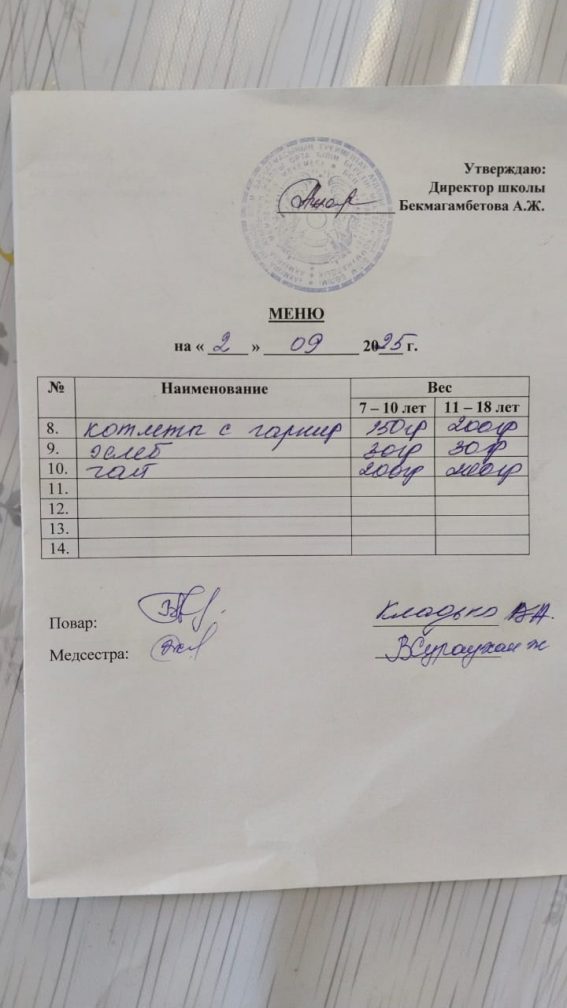 Утверждаю:
Директор школы
Бекмагамбетова А.Ж.
МЕНЮ
на « 2 » 09 2025 г.
№ Наименование Вес
7 – 10 лет 11 – 18 лет
8. котлеты с гарнир 150гр 200гр
9. хлеб 30гр 30гр
10. чай 200гр 200гр
11.
12.
13.
14.
Повар: Кладько
Медсестра: